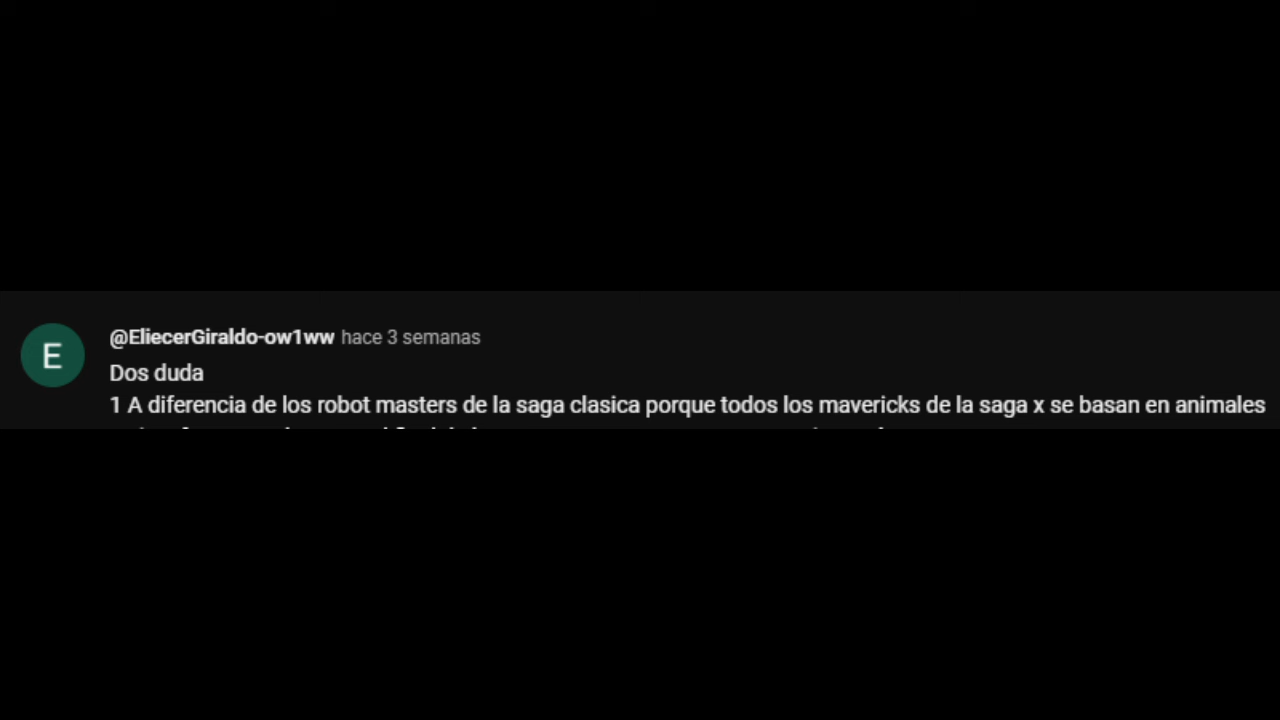 E
@EliecerGiraldo-ow1ww hace 3 semanas
Dos duda
1 A diferencia de los robot masters de la saga clasica porque todos los mavericks de la saga x se basan en animales